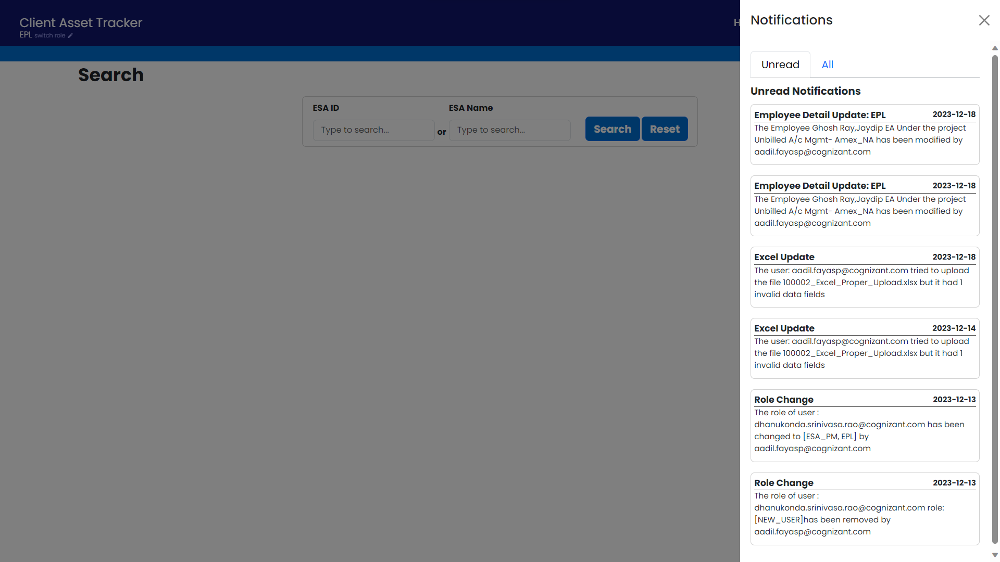 Client Asset Tracker
EPL switch role
H
Search
ESA ID
ESA Name
Type to search...
or
Type to search...
Search
Reset
Notifications
Unread
All
Unread Notifications
Employee Detail Update: EPL
2023-12-18
The Employee Ghosh Ray,Jaydip EA Under the project
Unbilled A/c Mgmt- Amex_NA has been modified by
aadil.fayasp@cognizant.com
Employee Detail Update: EPL
2023-12-18
The Employee Ghosh Ray,Jaydip EA Under the project
Unbilled A/c Mgmt- Amex_NA has been modified by
aadil.fayasp@cognizant.com
Excel Update
2023-12-18
The user: aadil.fayasp@cognizant.com tried to upload
the file 100002_Excel_Proper_Upload.xlsx but it had 1
invalid data fields
Excel Update
2023-12-14
The user: aadil.fayasp@cognizant.com tried to upload
the file 100002_Excel_Proper_Upload.xlsx but it had 1
invalid data fields
Role Change
2023-12-13
The role of user :
dhanukonda.srinivasa.rao@cognizant.com has been
changed to [ESA_PM, EPL] by
aadil.fayasp@cognizant.com
Role Change
2023-12-13
The role of user :
dhanukonda.srinivasa.rao@cognizant.com role:
[NEW_USER]has been removed by
aadil.fayasp@cognizant.com